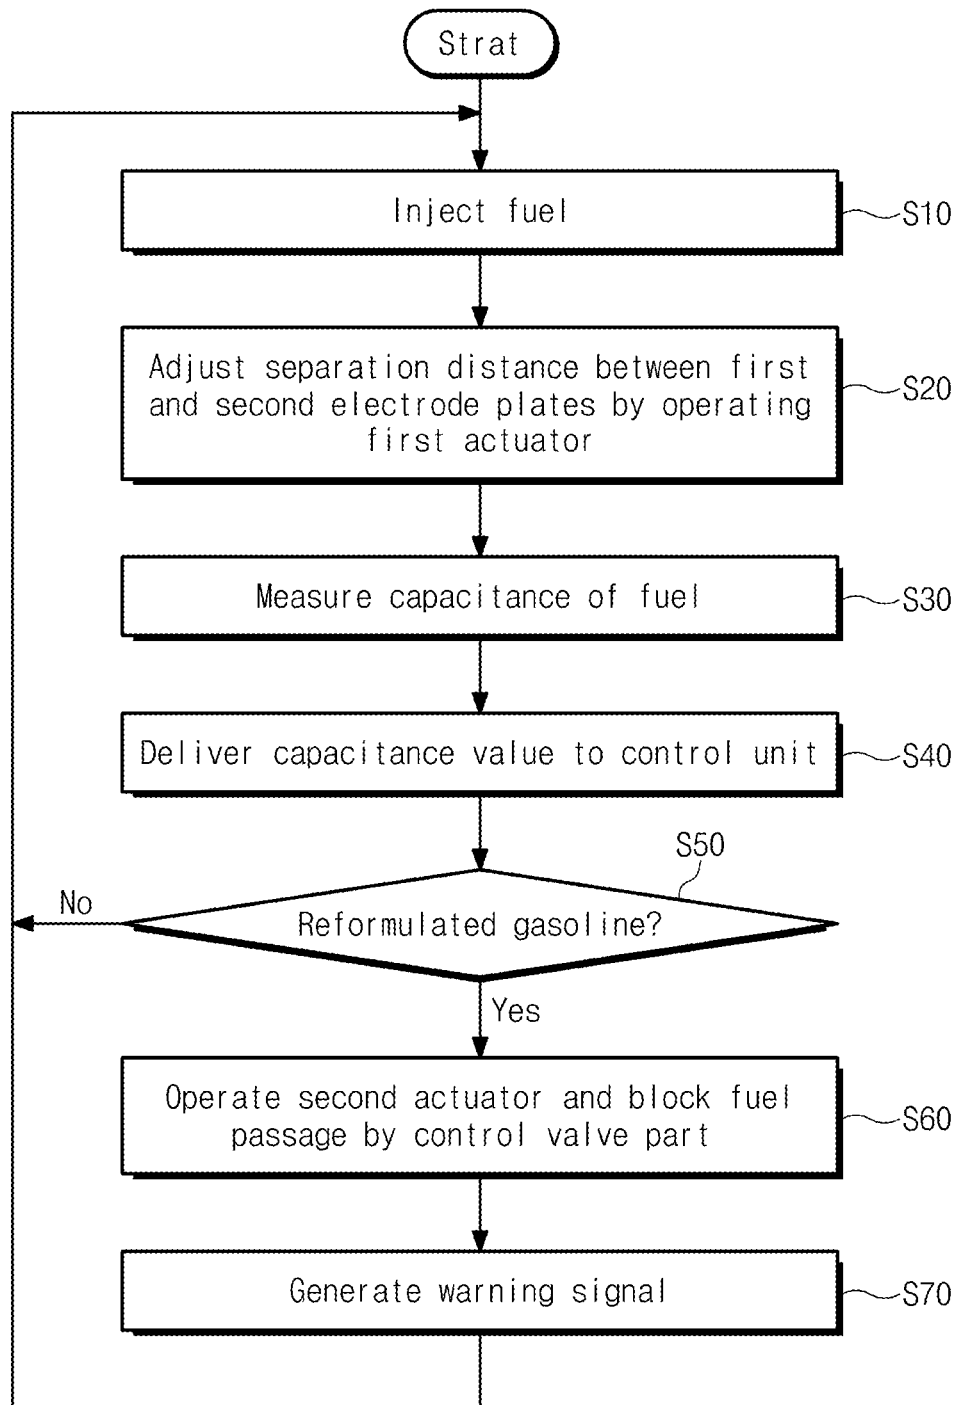 Strat
Inject fuel
S10
Adjust separation distance between first
and second electrode plates by operating
first actuator
S20
Measure capacitance of fuel
S30
Deliver capacitance value to control unit
S40
S50
No
Reformulated gasoline?
Yes
Operate second actuator and block fuel
passage by control valve part
S60
Generate warning signal
S70